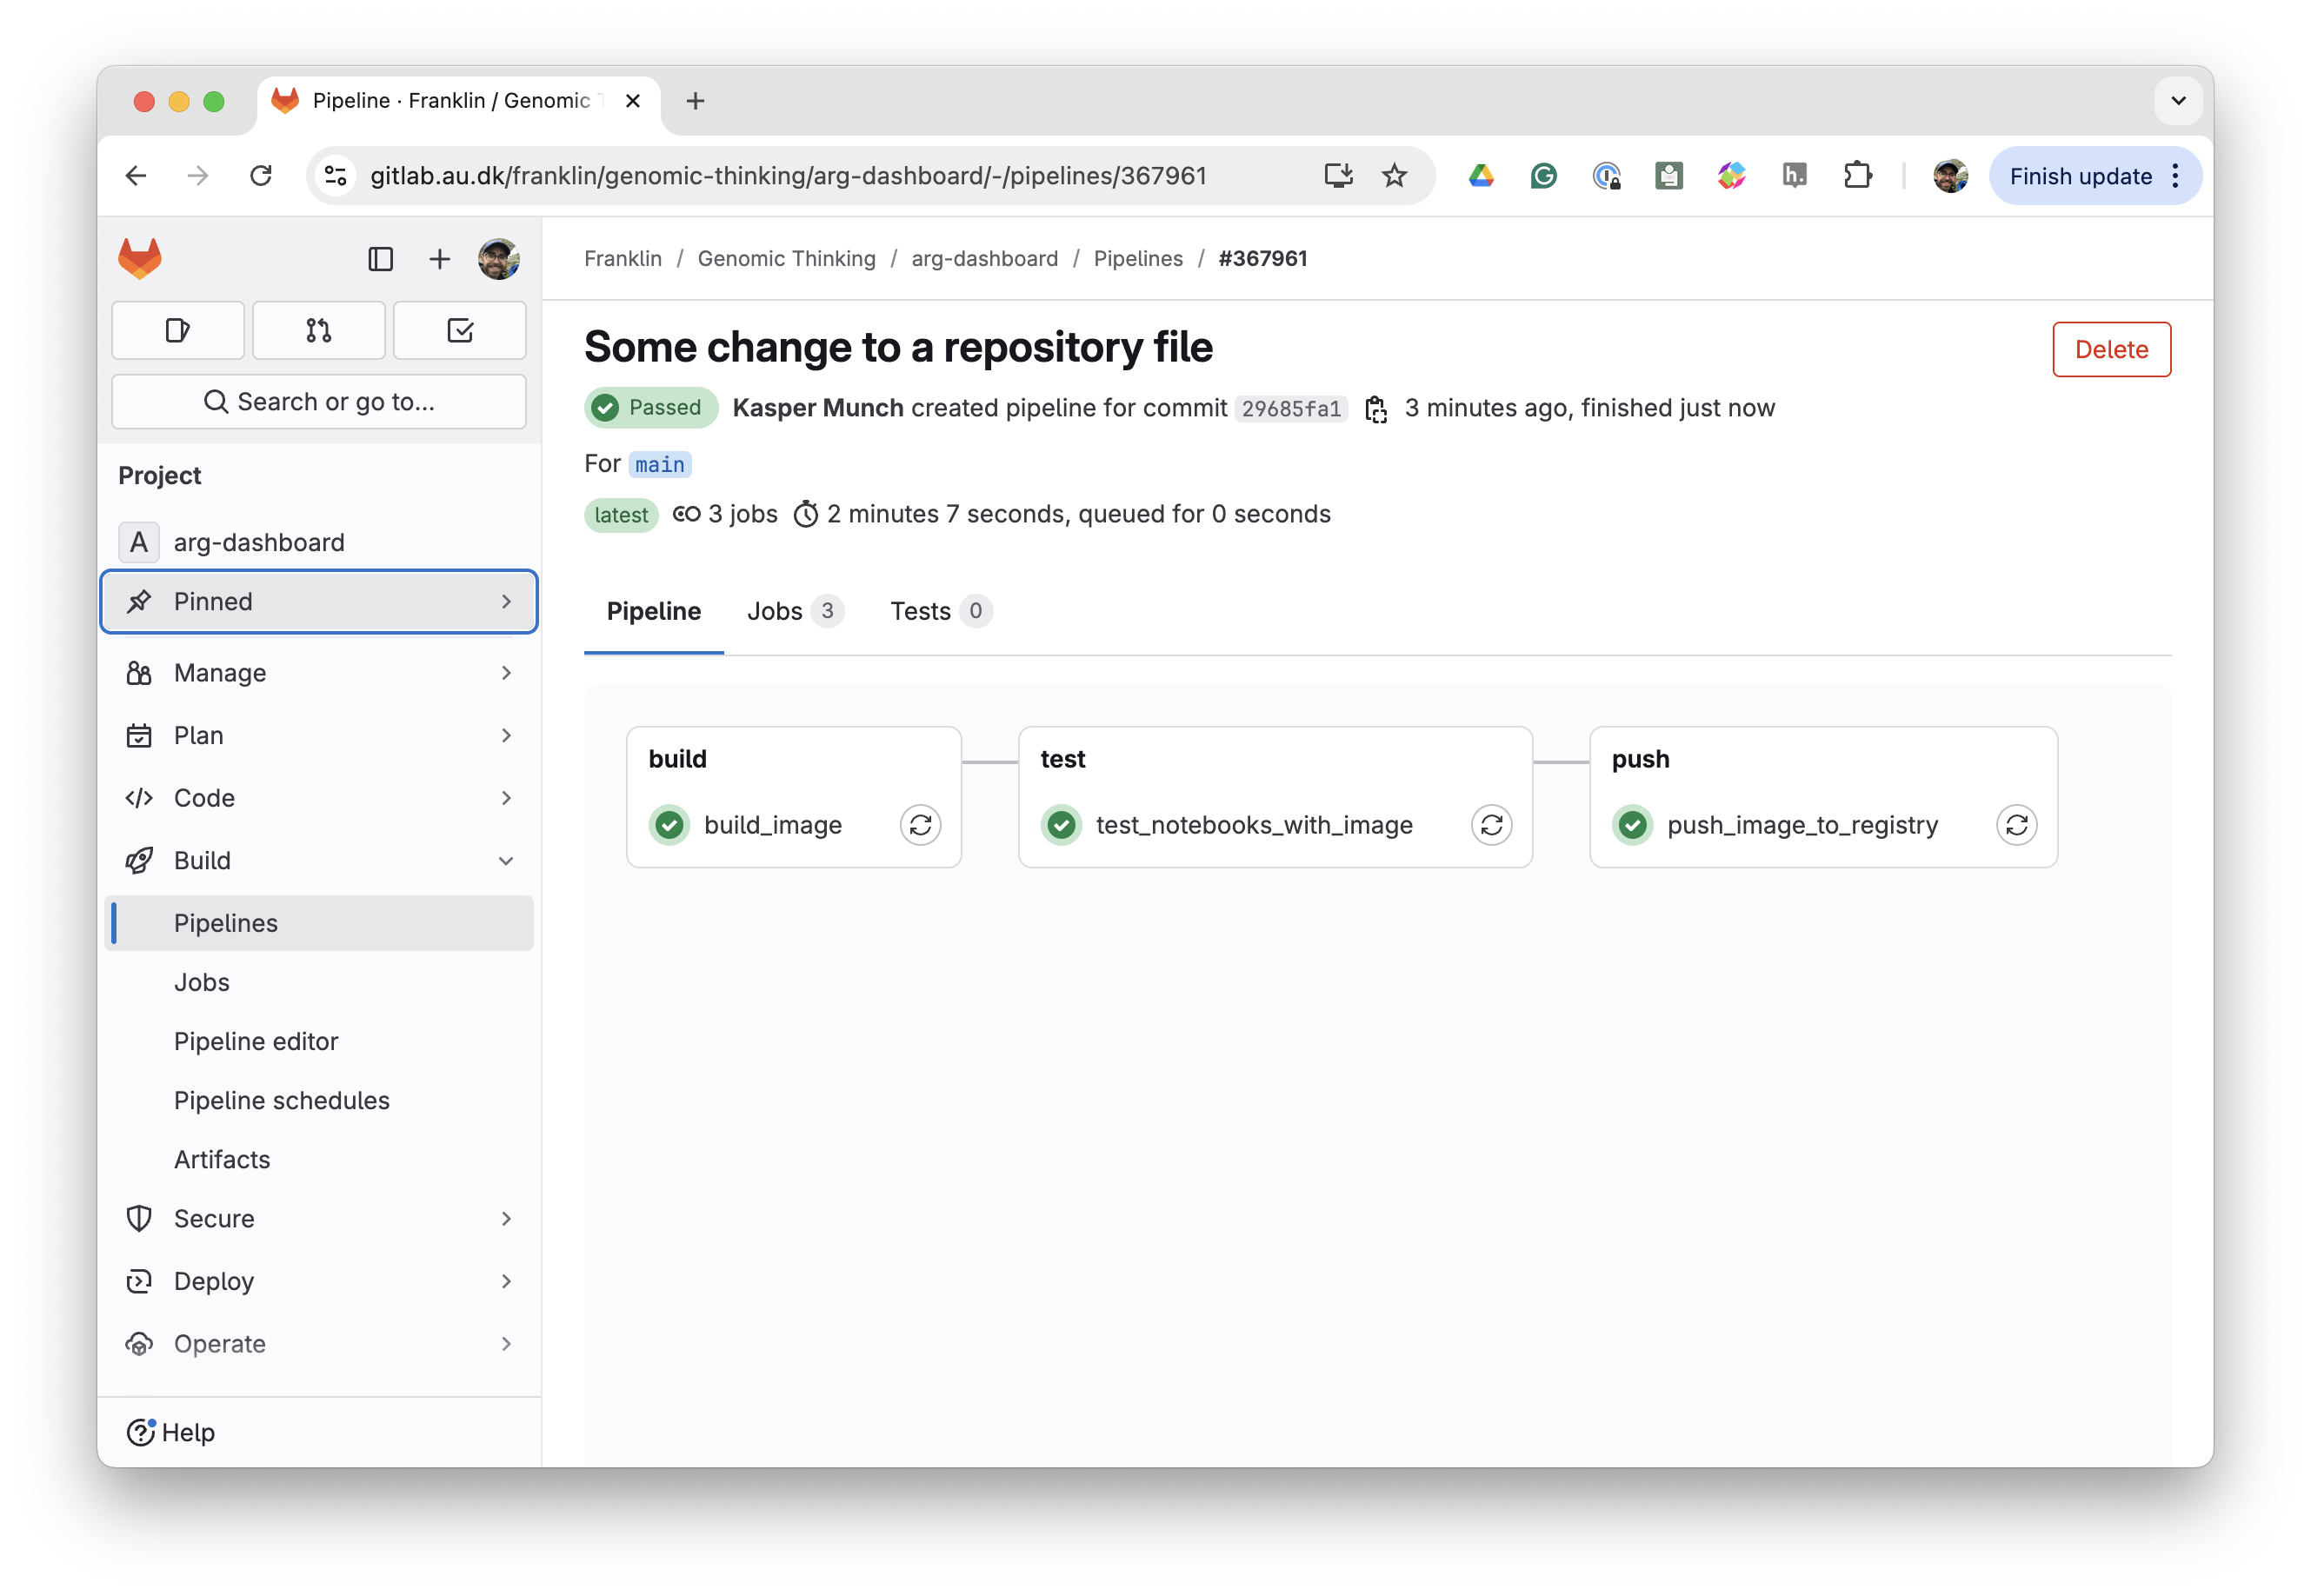 Pipeline · Franklin / Genomic
gitlab.au.dk/franklin/genomic-thinking/arg-dashboard/-/pipelines/367961
h.
Finish update
Franklin / Genomic Thinking / arg-dashboard / Pipelines / #367961
Search or go to...
Project
A arg-dashboard
Pinned
Manage
Plan
Code
Build
Pipelines
Jobs
Pipeline editor
Pipeline schedules
Artifacts
Secure
Deploy
Operate
Help
Some change to a repository file
Delete
Passed Kasper Munch created pipeline for commit 29685fa1 3 minutes ago, finished just now
For main
latest 3 jobs 2 minutes 7 seconds, queued for 0 seconds
Pipeline Jobs 3 Tests 0
build
build_image
test
test_notebooks_with_image
push
push_image_to_registry